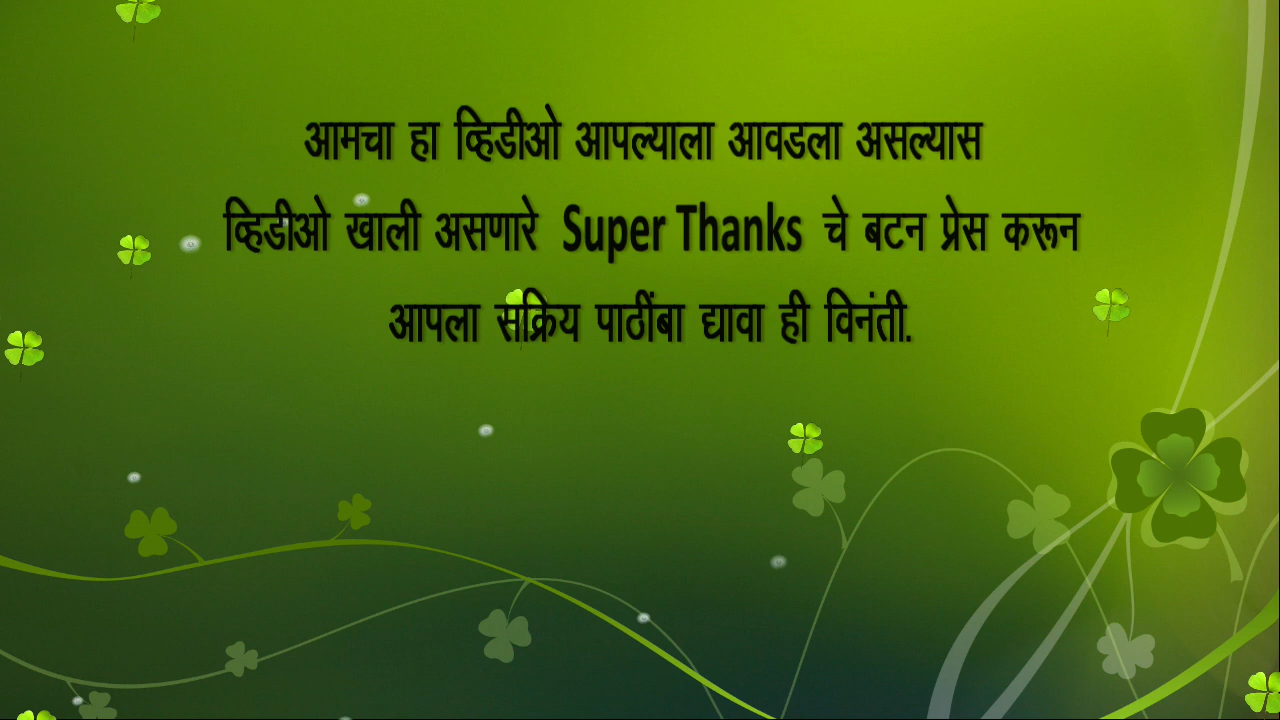 आमचा हा व्हिडीओ आपल्याला आवडला असल्यास
व्हिडीओ खाली असणारे Super Thanks चे बटन प्रेस करून
आपला सक्रिय पाठींबा द्यावा ही विनंती.